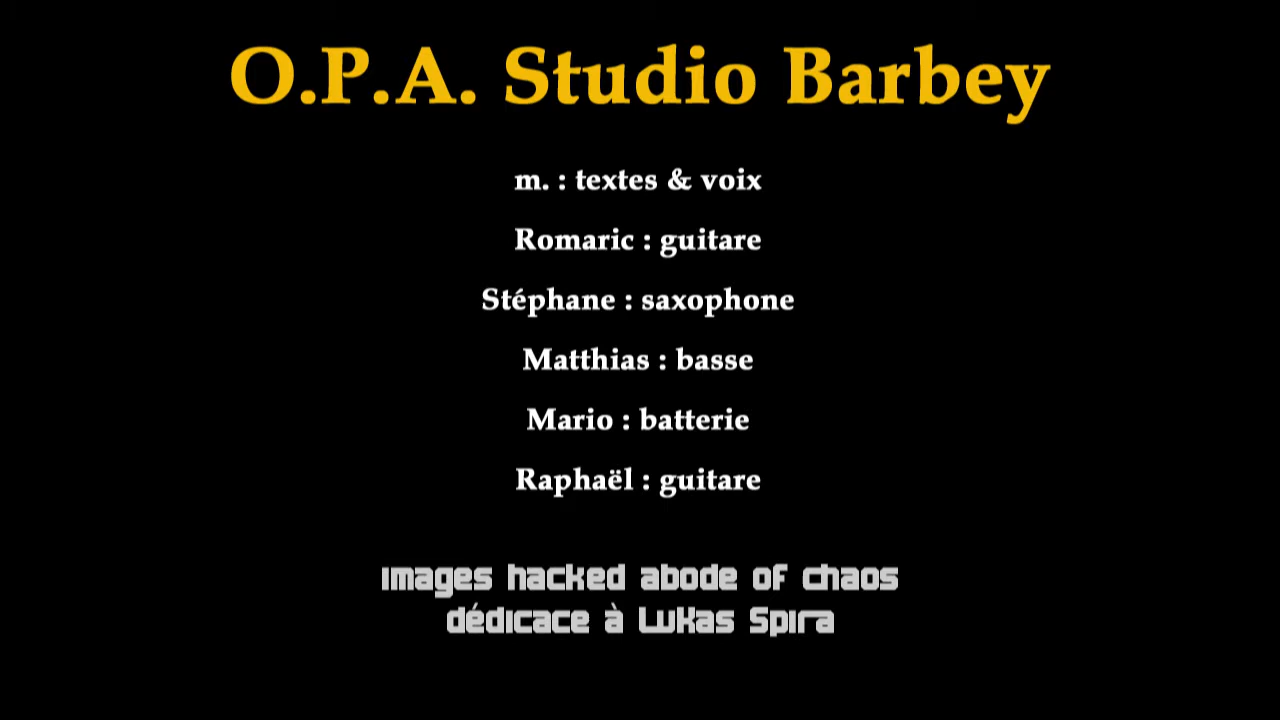 O.P.A. Studio Barbey
m. : textes & voix
Romaric : guitare
Stéphane : saxophone
Matthias : basse
Mario : batterie
Raphaël : guitare
images hacked abode of chaos
dédicace à Lukas Spira